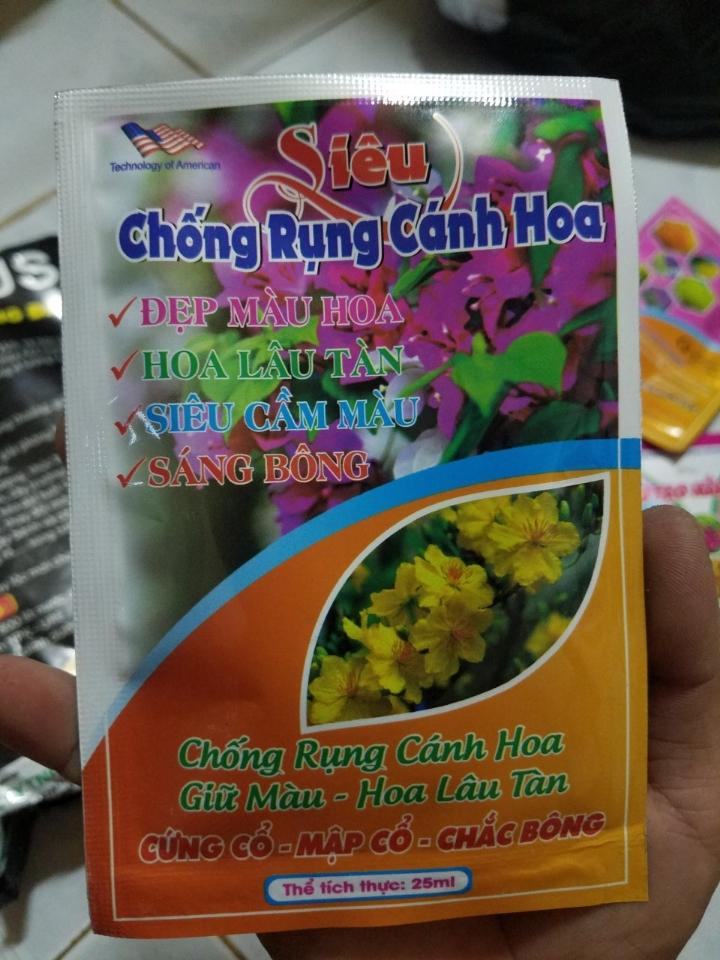 Technology of American
Siêu
Chống Rụng Cánh Hoa
ĐẸP MÀU HOA
HOA LÂU TÀN
SIÊU CẦM MÀU
SÁNG BÔNG
Chống Rụng Cánh Hoa
Giữ Màu - Hoa Lâu Tàn
CỨNG CỔ - MẬP CỔ - CHẮC BÔNG
Thể tích thực: 25ml